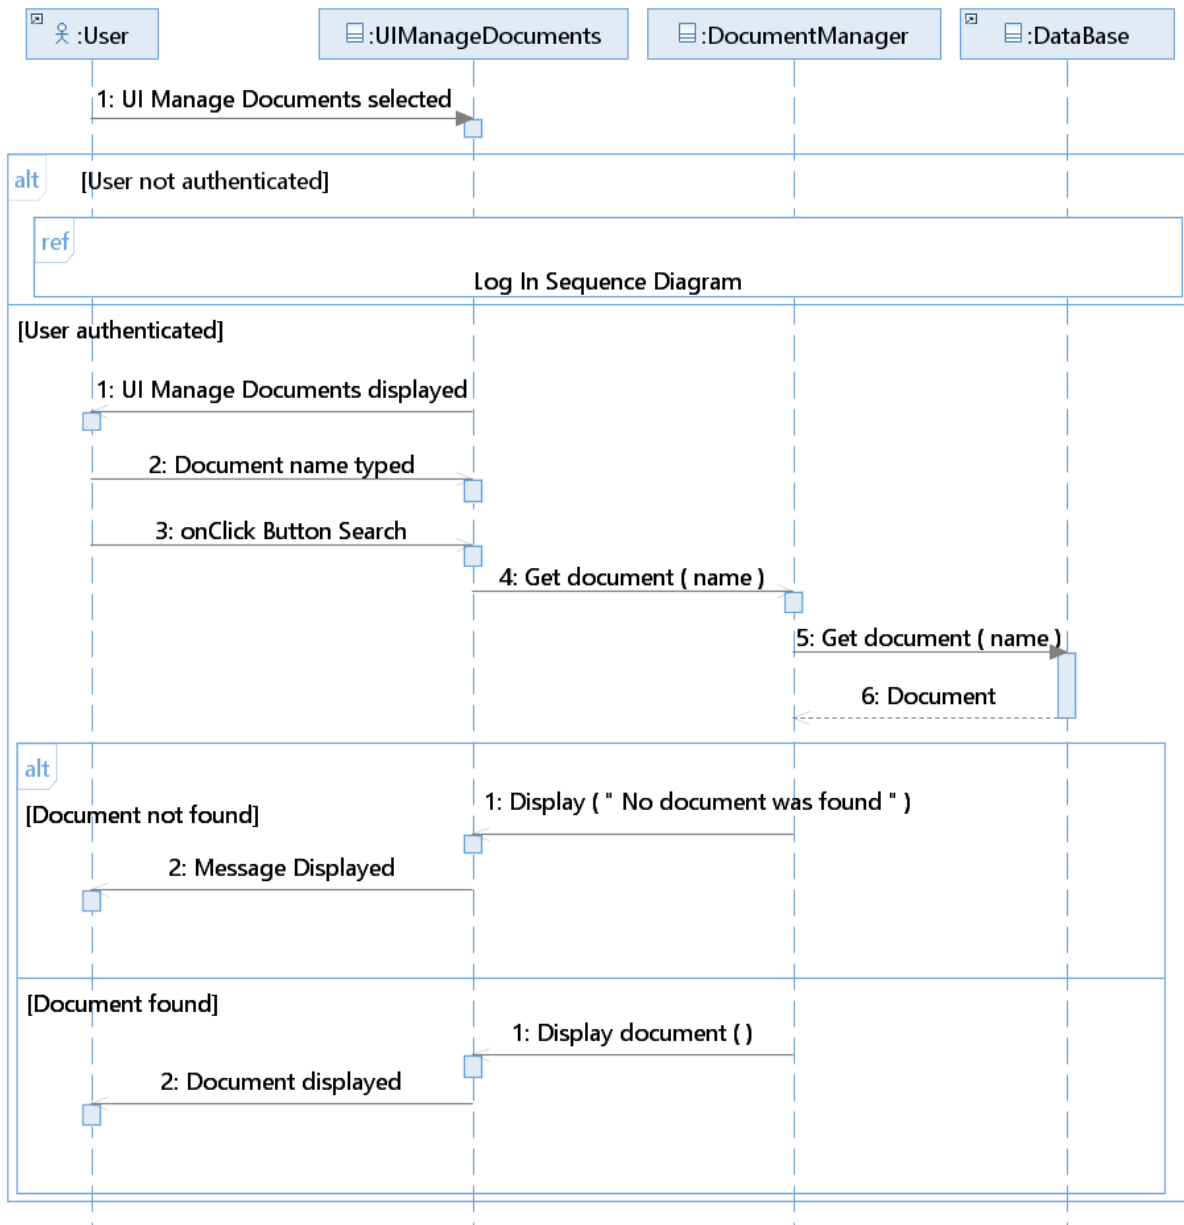 :User
:UIManageDocuments
:DocumentManager
:DataBase
1: UI Manage Documents selected
alt
[User not authenticated]
ref
Log In Sequence Diagram
[User authenticated]
1: UI Manage Documents displayed
2: Document name typed
3: onClick Button Search
4: Get document ( name )
5: Get document ( name )
6: Document
alt
[Document not found]
1: Display ( " No document was found " )
2: Message Displayed
[Document found]
1: Display document ( )
2: Document displayed